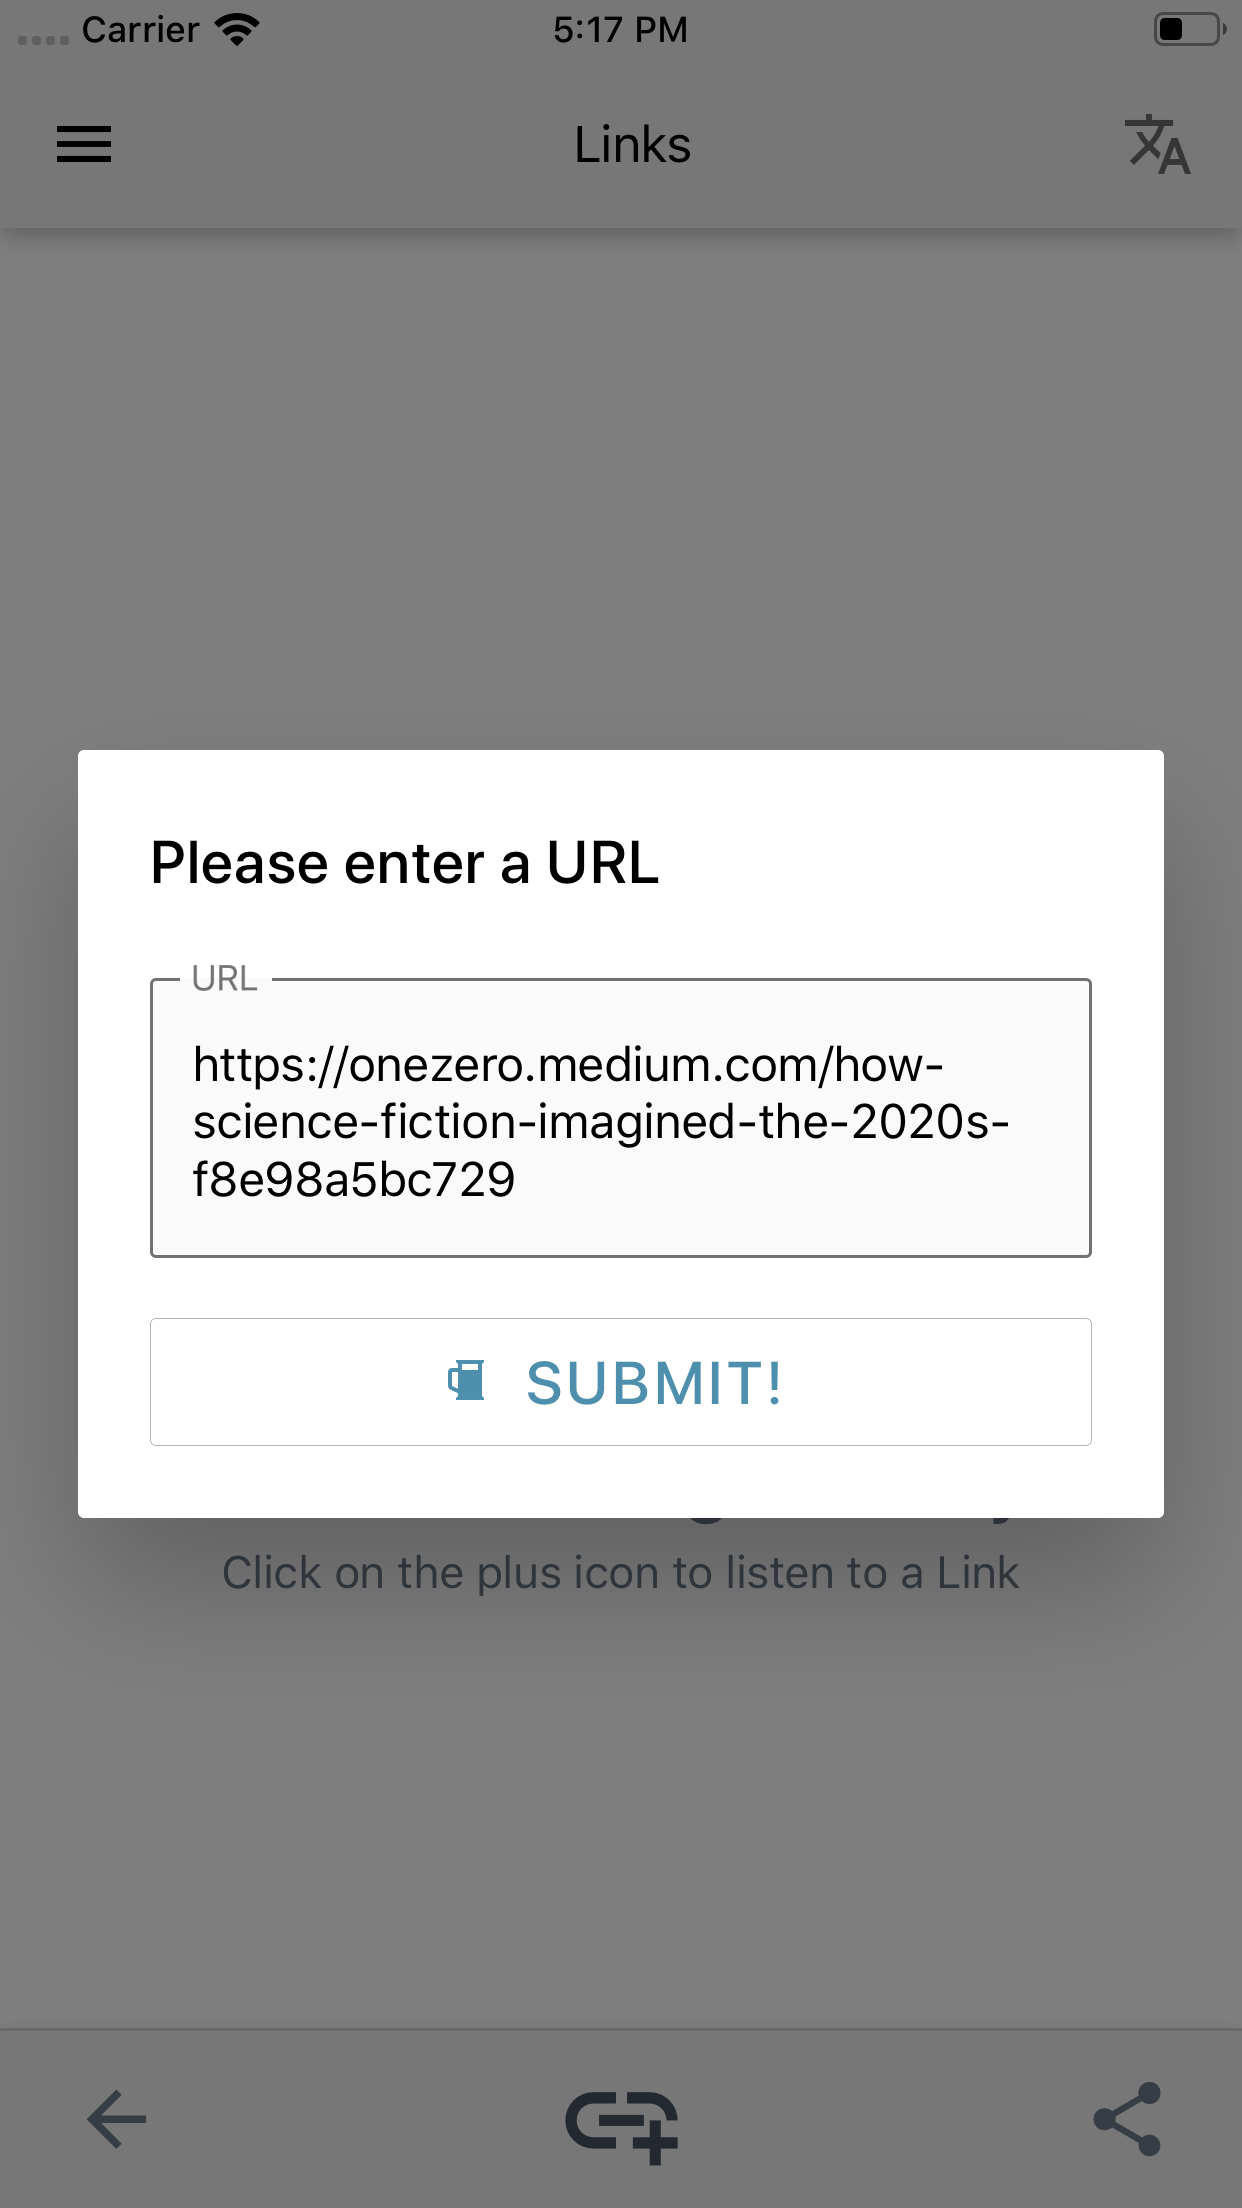 Carrier 5:17 PM
Links
Please enter a URL
URL
https://onezero.medium.com/how-
science-fiction-imagined-the-2020s-
f8e98a5bc729
SUBMIT!
Click on the plus icon to listen to a Link